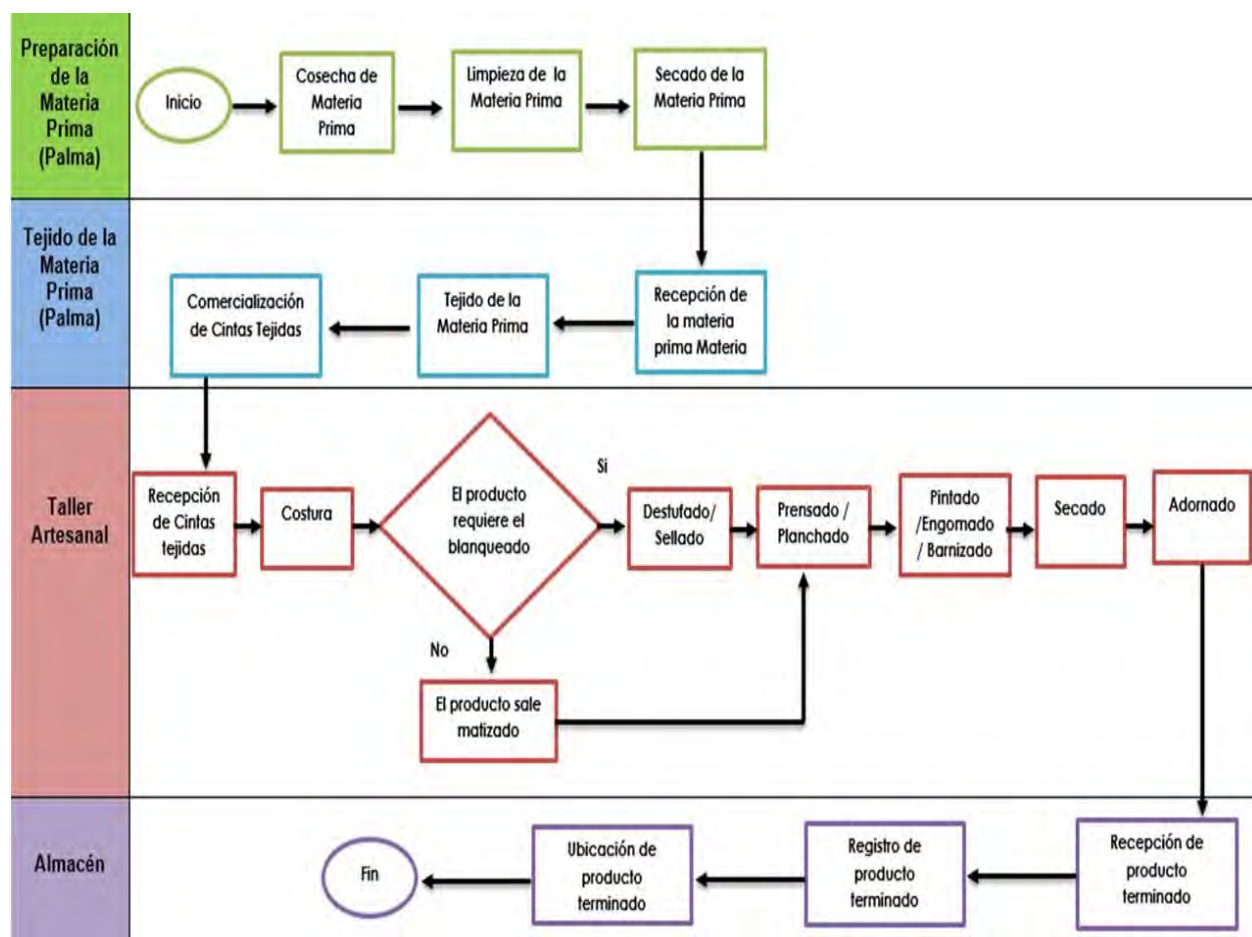 Preparación
de la
Materia
Prima
(Palma)
Inicio
Cosecha de
Materia
Prima
Limpieza de la
Materia Prima
Secado de la
Materia Prima
Tejido de la
Materia
Prima
(Palma)
Comercialización
de Cintas Tejidas
Tejido de la
Materia Prima
Recepción de
la materia
prima Materia
Taller
Artesanal
Recepción
de Cintas
tejidas
Costura
El producto
requiere el
blanqueado
Si
No
El producto sale
matizado
Destufado/
Sellado
Prensado /
Planchado
Pintado
/Engomado
/ Barnizado
Secado
Adornado
Almacén
Fin
Ubicación de
producto
terminado
Registro de
producto
terminado
Recepción de
producto
terminado